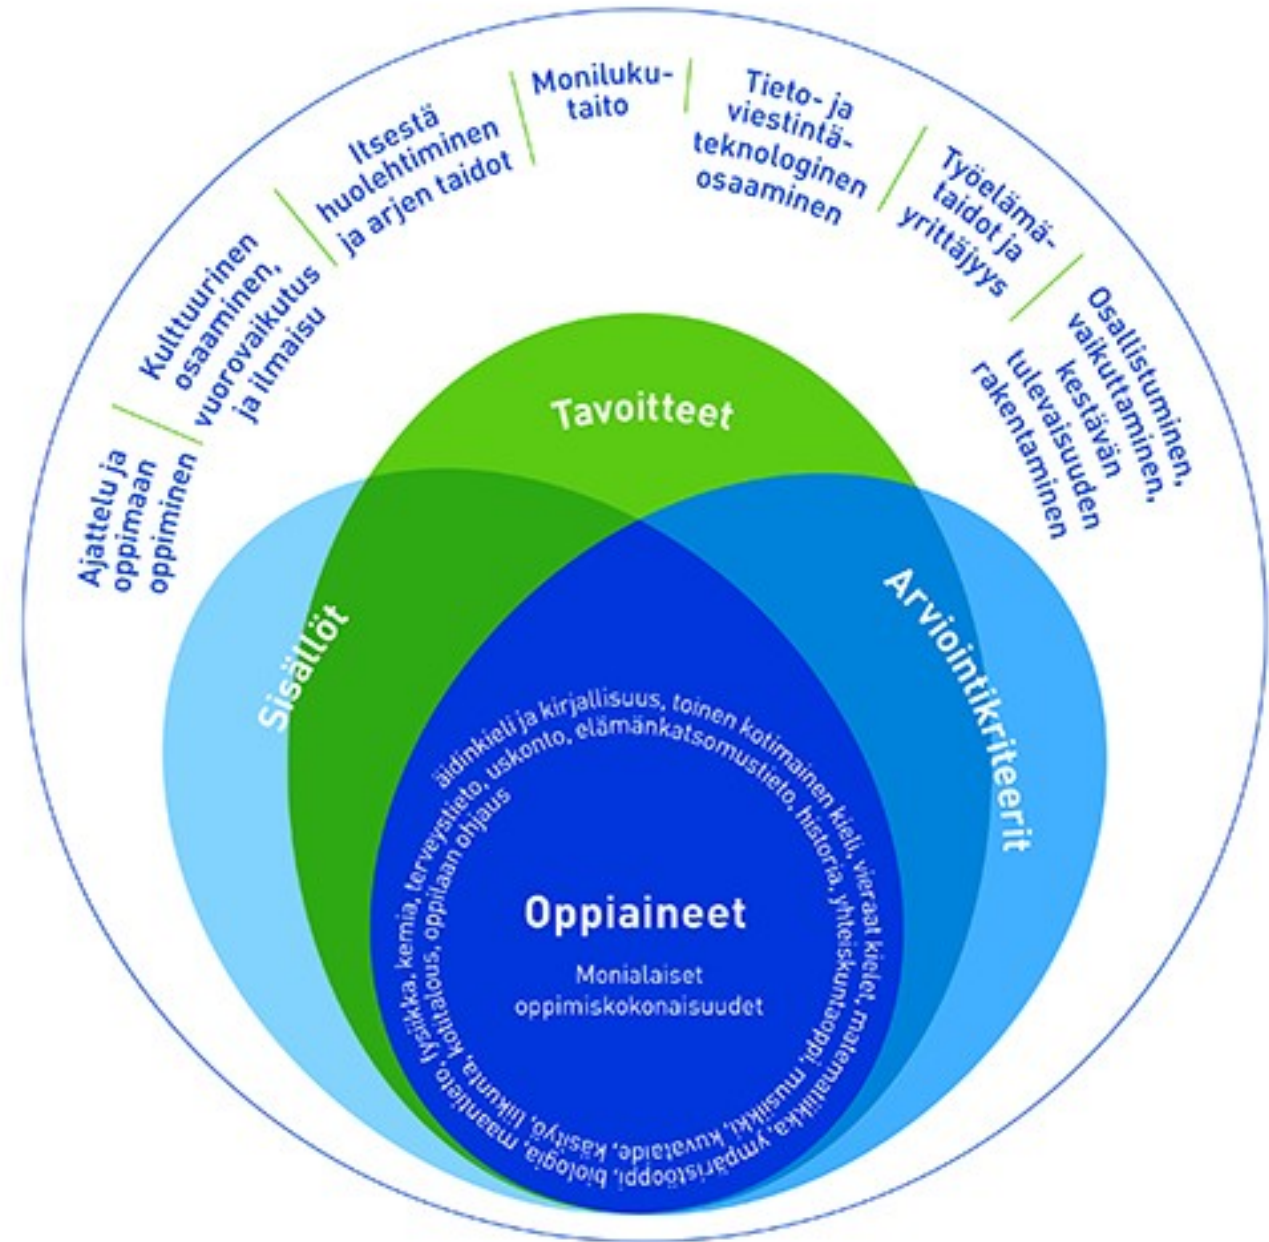 Ajattelu ja
oppimaan
oppiminen
Kulttuurinen
osaaminen,
vuorovaikutus
ja ilmaisu
Itsestä
huolehtiminen
ja arjen taidot
Moniluku-
taito
Tieto- ja
viestintä-
teknologinen
osaaminen
Työelämä-
taidot ja
yrittäjyys
Osallistuminen,
vaikuttaminen,
kestävän
tulevaisuuden
rakentaminen
Tavoitteet
Sisällöt
Arviointikriteerit
äidinkieli ja kirjallisuus, toinen kotimainen kieli, vieraat kielet, matematiikka, ympäristöoppi, biologia, maantieto, fysiikka, kemia, terveystieto, uskonto, elämänkatsomustieto, historia, yhteiskuntaoppi, musiikki, kuvataide, käsityö, liikunta, kotitalous, oppilaan ohjaus
Oppiaineet
Monialaiset
oppimiskokonaisuudet